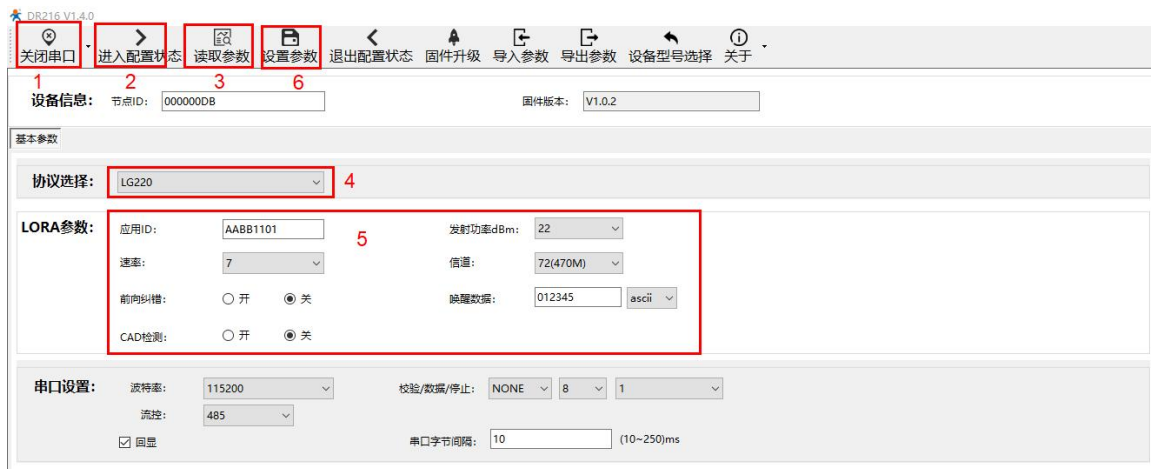 DR216 V1.4.0
关闭串口 进入配置状态 读取参数 设置参数 退出配置状态 固件升级 导入参数 导出参数 设备型号选择 关于
1 2 3 6
设备信息: 节点ID: 000000DB 固件版本: V1.0.2
基本参数
协议选择: LG220 4
LORA参数: 应用ID: AABB1101 5 发射功率dBm: 22
速率: 7 信道: 72(470M)
前向纠错: 开 关 唤醒数据: 012345 ascii
CAD检测: 开 关
串口设置: 波特率: 115200 校验/数据/停止: NONE 8 1
流控: 485
回显 串口字节间隔: 10 (10~250)ms